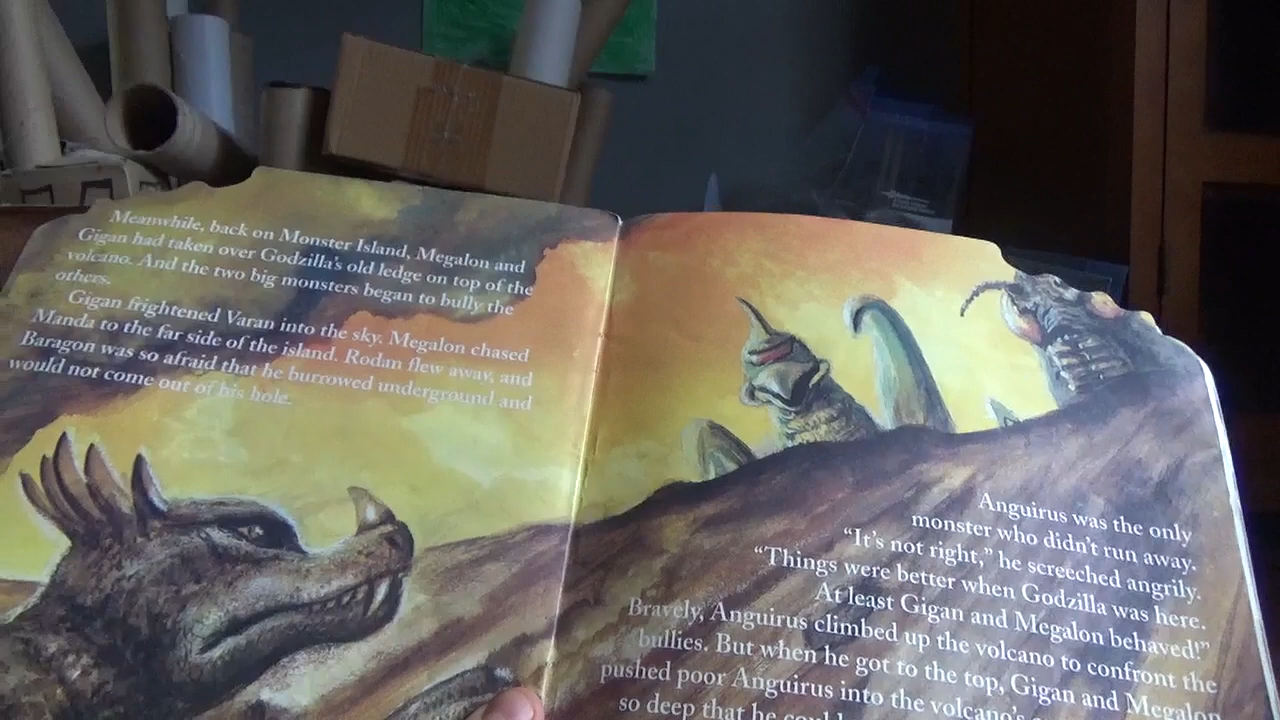 Meanwhile, back on Monster Island, Megalon and
Gigan had taken over Godzilla's old ledge on top of the
volcano. And the two big monsters began to bully the
others.
Gigan frightened Varan into the sky. Megalon chased
Manda to the far side of the island. Rodan flew away, and
Baragon was so afraid that he burrowed underground and
would not come out of his hole.
Anguirus was the only
monster who didn't run away.
"It's not right," he screeched angrily.
"Things were better when Godzilla was here.
At least Gigan and Megalon behaved!"
Bravely, Anguirus climbed up the volcano to confront the
bullies. But when he got to the top, Gigan and Megalon
pushed poor Anguirus into the volcano's
so deep that he